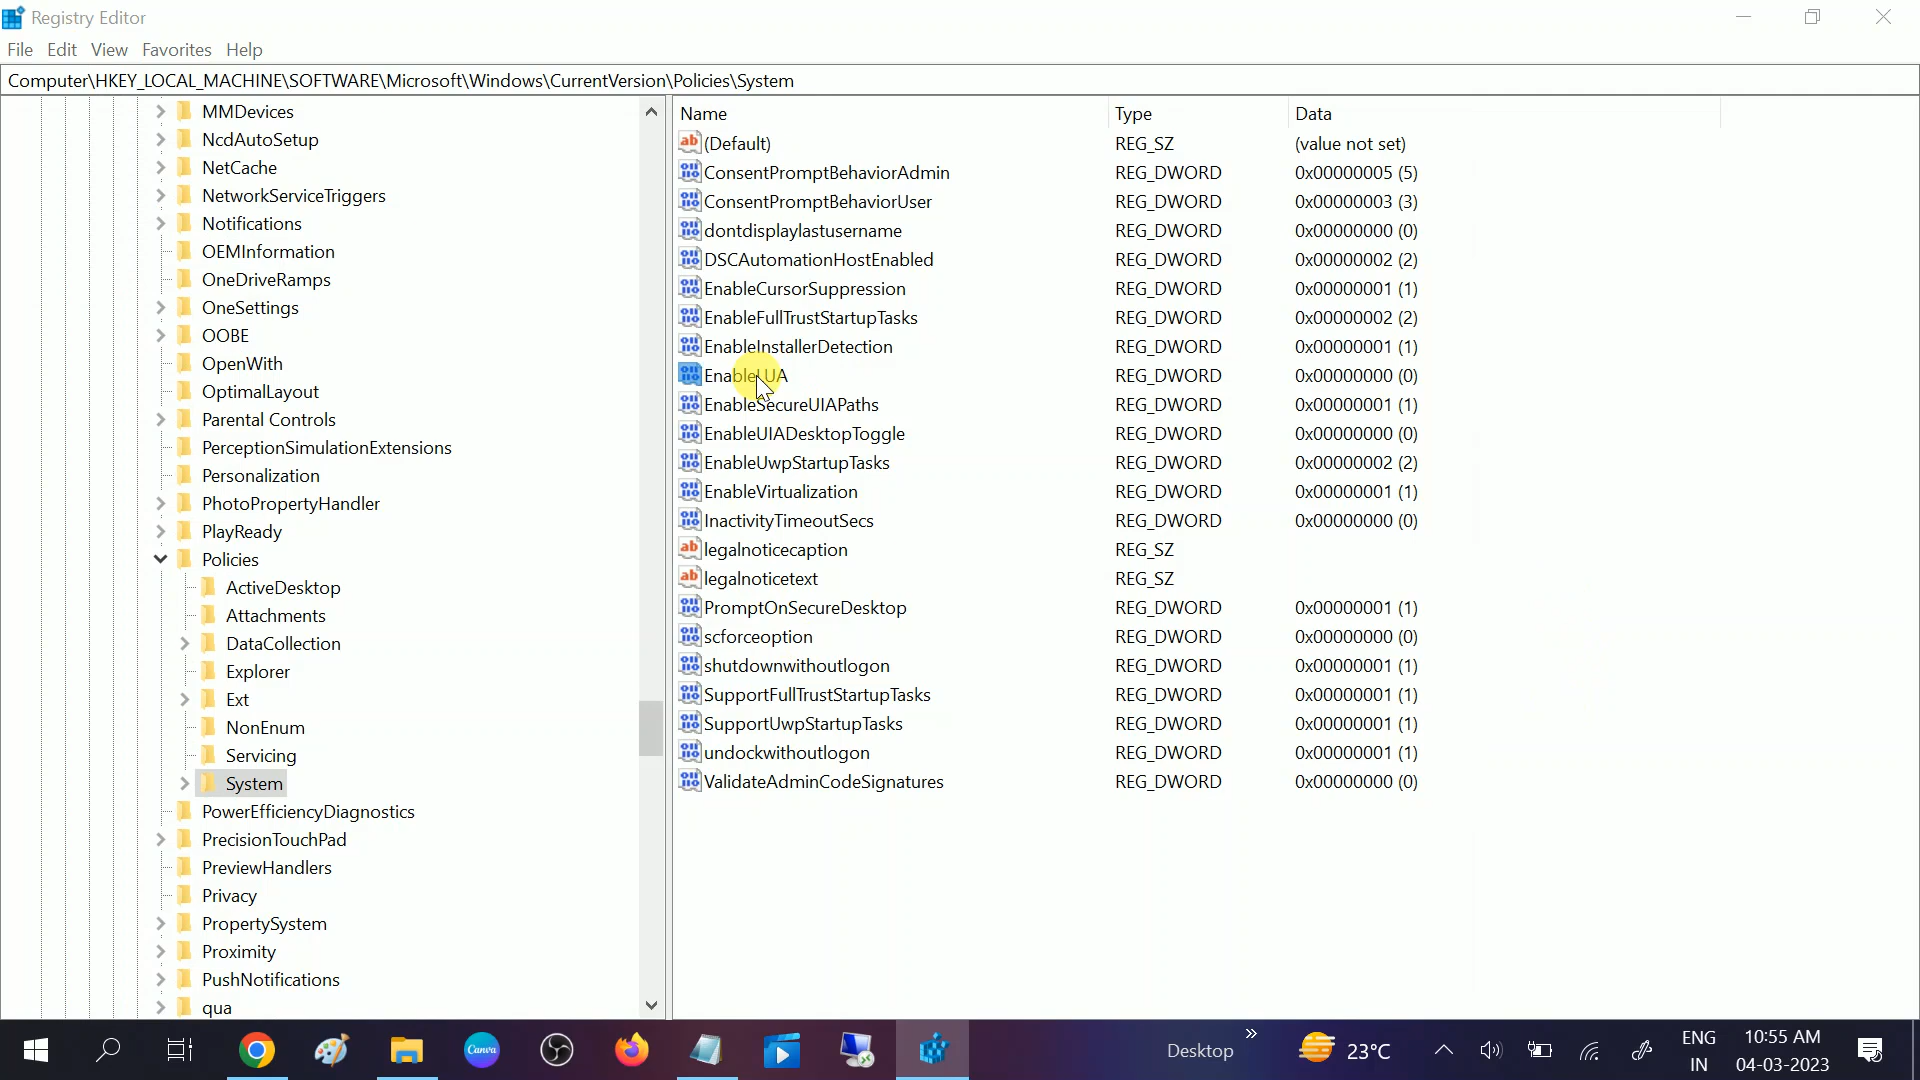 Registry Editor
File Edit View Favorites Help
Computer\HKEY_LOCAL_MACHINE\SOFTWARE\Microsoft\Windows\CurrentVersion\Policies\System
MMDevices
NcdAutoSetup
NetCache
NetworkServiceTriggers
Notifications
OEMInformation
OneDriveRamps
OneSettings
OOBE
OpenWith
OptimalLayout
Parental Controls
PerceptionSimulationExtensions
Personalization
PhotoPropertyHandler
PlayReady
Policies
ActiveDesktop
Attachments
DataCollection
Explorer
Ext
NonEnum
Servicing
System
PowerEfficiencyDiagnostics
PrecisionTouchPad
PreviewHandlers
Privacy
PropertySystem
Proximity
PushNotifications
qua
Name Type Data
(Default) REG_SZ (value not set)
ConsentPromptBehaviorAdmin REG_DWORD 0x00000005 (5)
ConsentPromptBehaviorUser REG_DWORD 0x00000003 (3)
dontdisplaylastusername REG_DWORD 0x00000000 (0)
DSCAutomationHostEnabled REG_DWORD 0x00000002 (2)
EnableCursorSuppression REG_DWORD 0x00000001 (1)
EnableFullTrustStartupTasks REG_DWORD 0x00000002 (2)
EnableInstallerDetection REG_DWORD 0x00000001 (1)
EnableLUA REG_DWORD 0x00000000 (0)
EnableSecureUIAPaths REG_DWORD 0x00000001 (1)
EnableUIADesktopToggle REG_DWORD 0x00000000 (0)
EnableUwpStartupTasks REG_DWORD 0x00000002 (2)
EnableVirtualization REG_DWORD 0x00000001 (1)
InactivityTimeoutSecs REG_DWORD 0x00000000 (0)
legalnoticecaption REG_SZ
legalnoticetext REG_SZ
PromptOnSecureDesktop REG_DWORD 0x00000001 (1)
scforceoption REG_DWORD 0x00000000 (0)
shutdownwithoutlogon REG_DWORD 0x00000001 (1)
SupportFullTrustStartupTasks REG_DWORD 0x00000001 (1)
SupportUwpStartupTasks REG_DWORD 0x00000001 (1)
undockwithoutlogon REG_DWORD 0x00000001 (1)
ValidateAdminCodeSignatures REG_DWORD 0x00000000 (0)
Canva
Desktop
23°C
ENG
IN
10:55 AM
04-03-2023